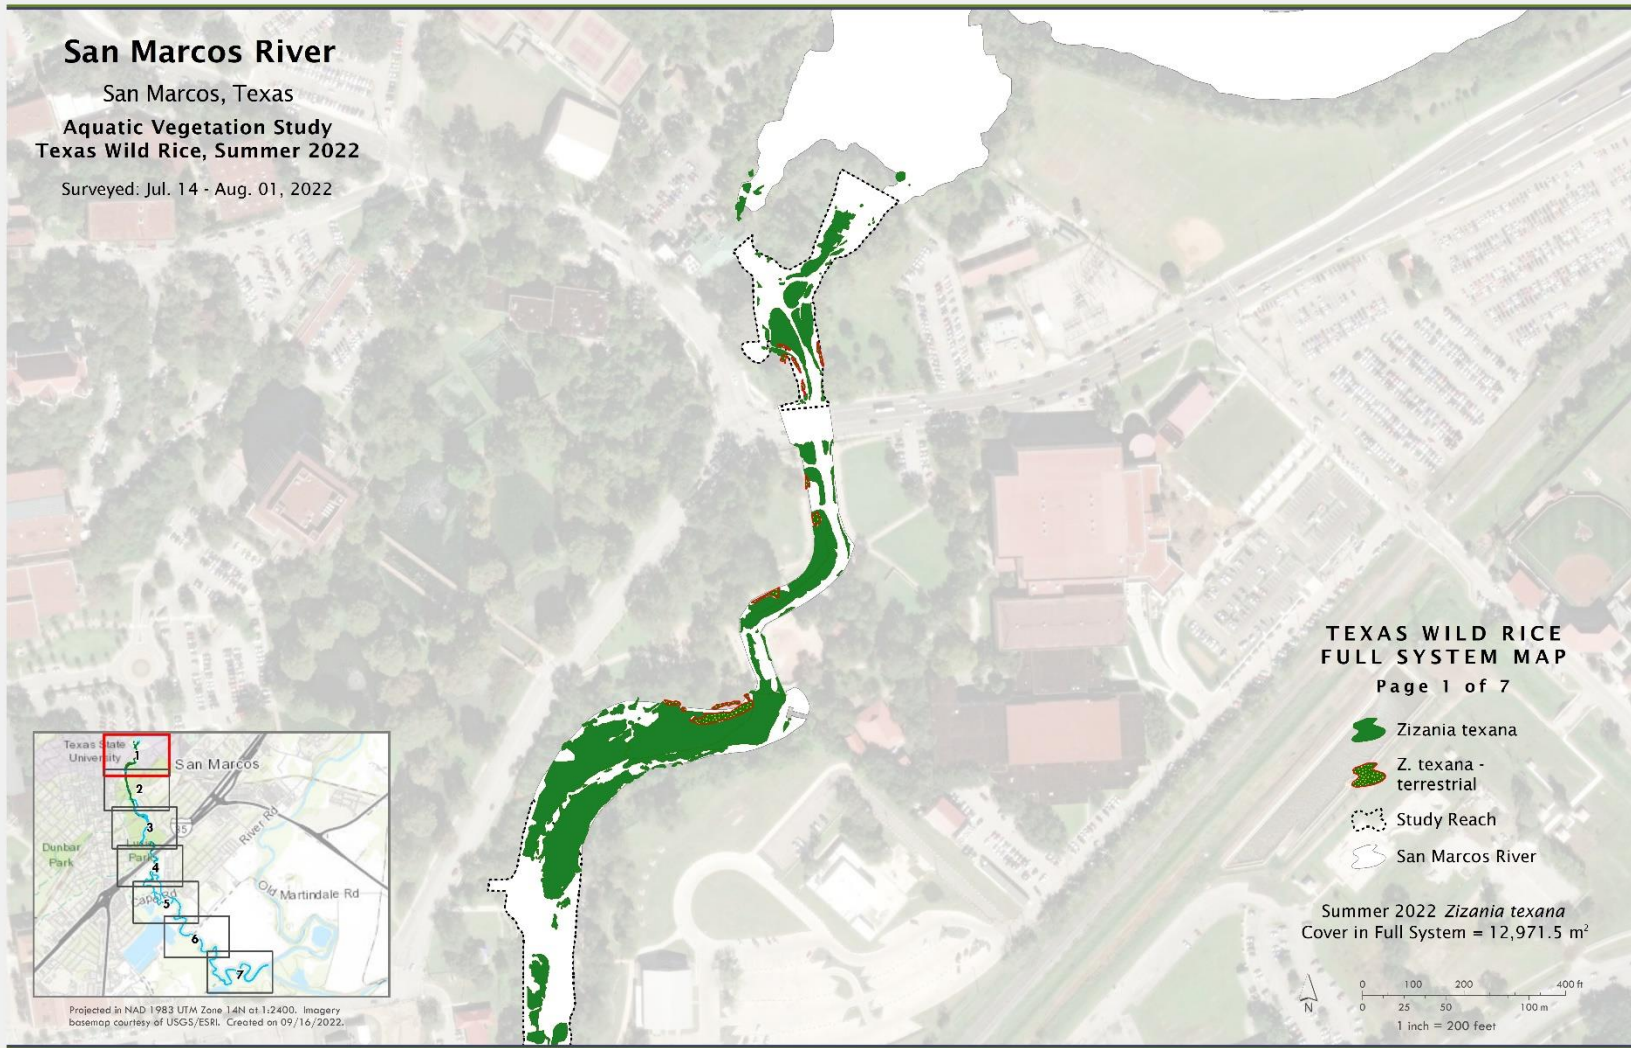 San Marcos River
San Marcos, Texas
Aquatic Vegetation Study
Texas Wild Rice, Summer 2022
Surveyed: Jul. 14 - Aug. 01, 2022
TEXAS WILD RICE
FULL SYSTEM MAP
Page 1 of 7
Zizania texana
Z. texana -
terrestrial
Study Reach
San Marcos River
Summer 2022 Zizania texana
Cover in Full System = 12,971.5 m²
N
0 100 200 400 ft
0 25 50 100 m
1 inch = 200 feet
Texas State
University
San Marcos
1
2
3
35
River Rd
Dunbar
Park
Park
4
Old Martindale Rd
5
6
7
Projected in NAD 1983 UTM Zone 14N at 1:2400. Imagery
basemap courtesy of USGS/ESRI. Created on 09/16/2022.